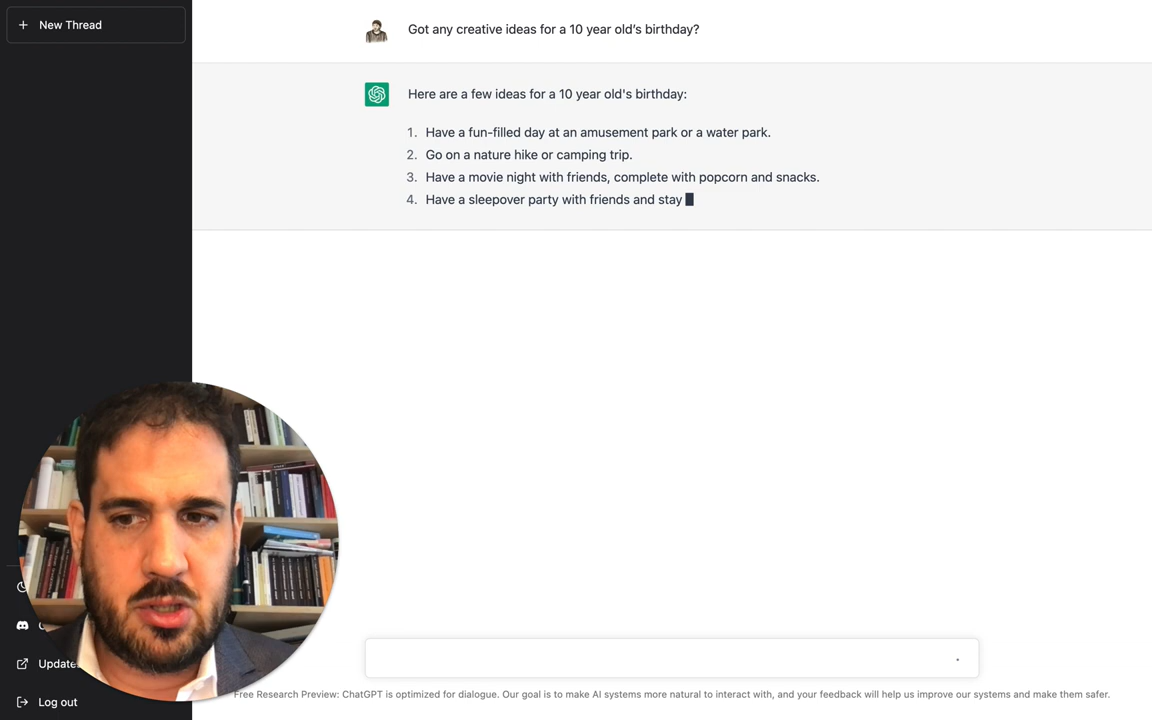 + New Thread
Got any creative ideas for a 10 year old's birthday?
Here are a few ideas for a 10 year old's birthday:
1. Have a fun-filled day at an amusement park or a water park.
2. Go on a nature hike or camping trip.
3. Have a movie night with friends, complete with popcorn and snacks.
4. Have a sleepover party with friends and stay
Log out
Free Research Preview: ChatGPT is optimized for dialogue. Our goal is to make AI systems more natural to interact with, and your feedback will help us improve our systems and make them safer.